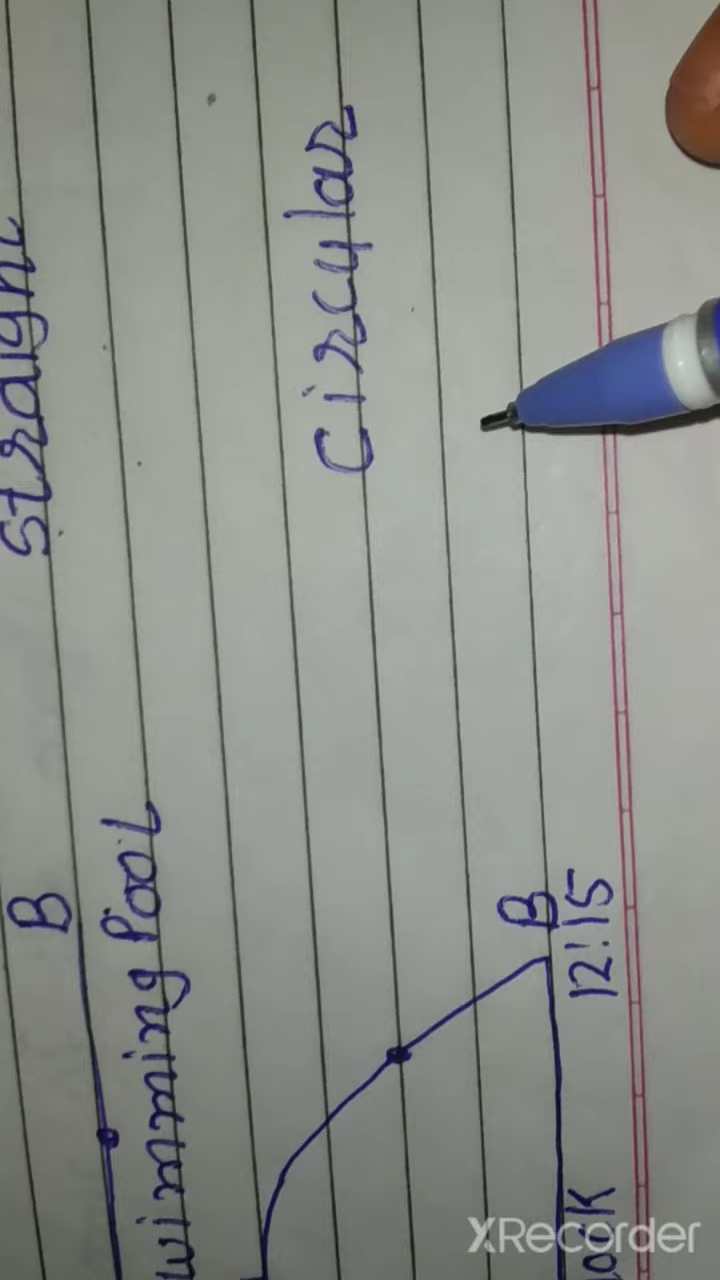 B straight
wimming Pool
Circular
B
ock 12:15
XRecorder